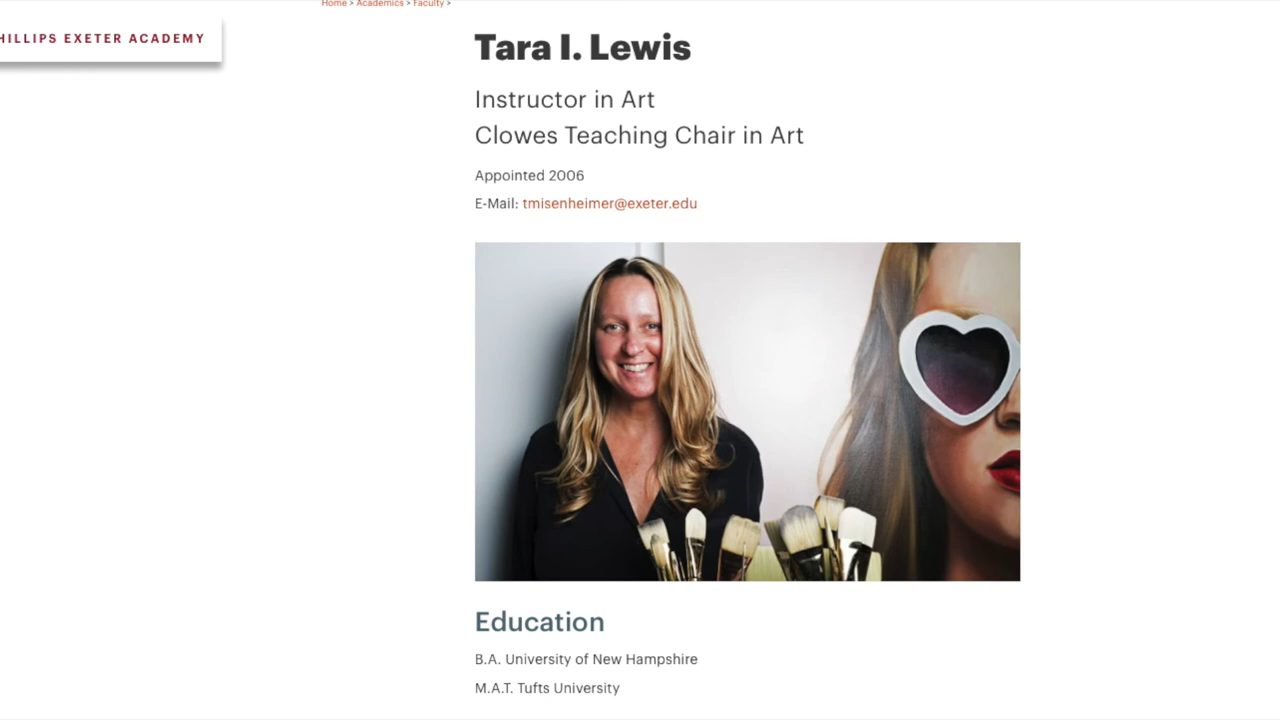 Home > Academics > Faculty >
HILLIPS EXETER ACADEMY
Tara I. Lewis
Instructor in Art
Clowes Teaching Chair in Art
Appointed 2006
E-Mail: tmisenheimer@exeter.edu
Education
B.A. University of New Hampshire
M.A.T. Tufts University